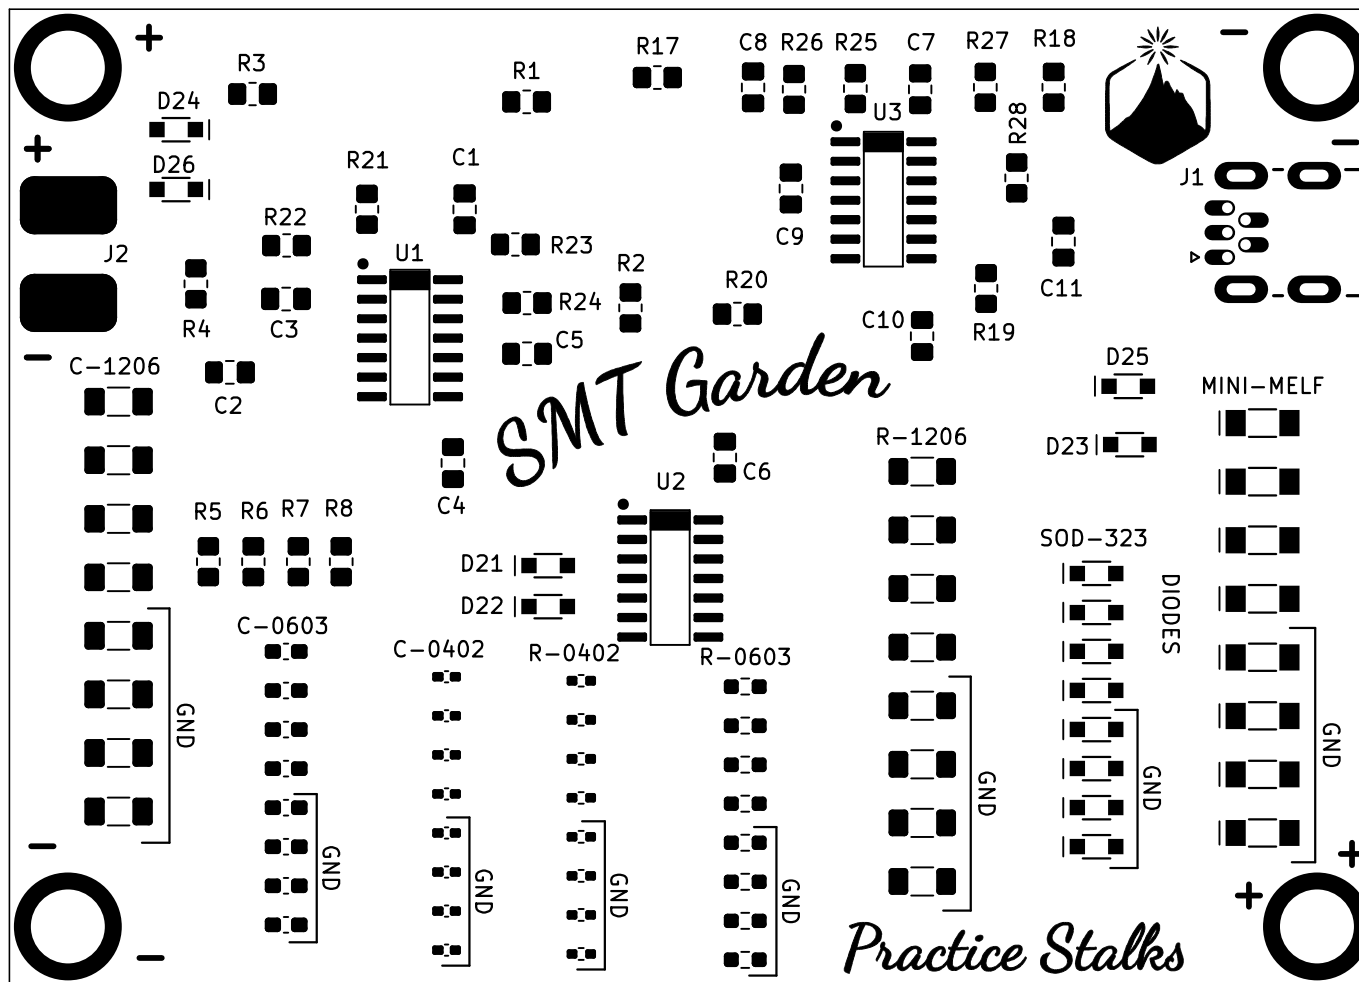 +
R3
R1
R17
C8
R26
R25
C7
R27
R18
−
D24
U3
R28
+
−
D26
R21
C1
J1
R22
C9
R23
J2
U1
R2
R20
C11
R4
C3
R24
C10
R19
C5
−
C-1206
C2
SMT Garden
D25
MINI-MELF
R-1206
D23
C4
C6
U2
R5
R6
R7
R8
SOD-323
D21
D22
DIODES
C-0603
C-0402
R-0402
R-0603
GND
GND
GND
GND
GND
GND
GND
GND
−
+
+
Practice Stalks
−